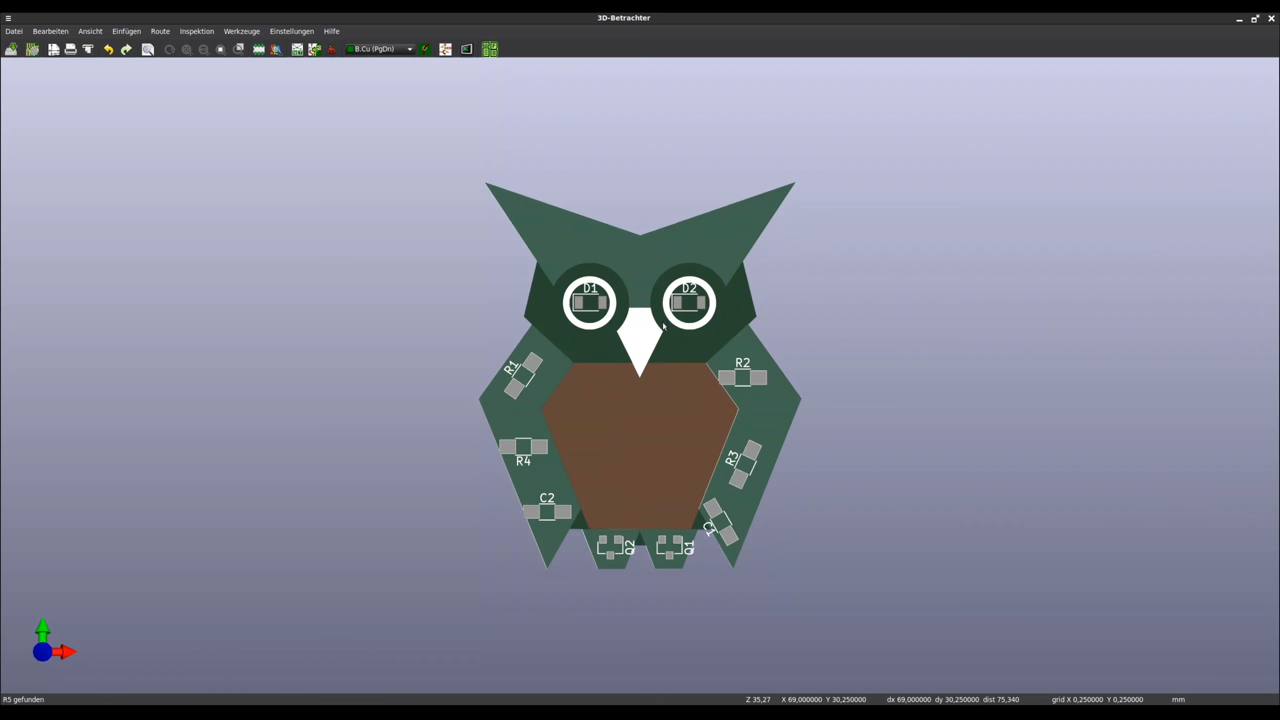 3D-Betrachter
Datei Bearbeiten Ansicht Einfügen Route Inspektion Werkzeuge Einstellungen Hilfe
B.Cu (PgDn)
D1 D2
R1 R2
R4 R3
C2 C1
Q2 Q1
R5 gefunden Z 35,27 X 69,000000 Y 30,250000 dx 69,000000 dy 30,250000 dist 75,340 grid X 0,250000 Y 0,250000 mm